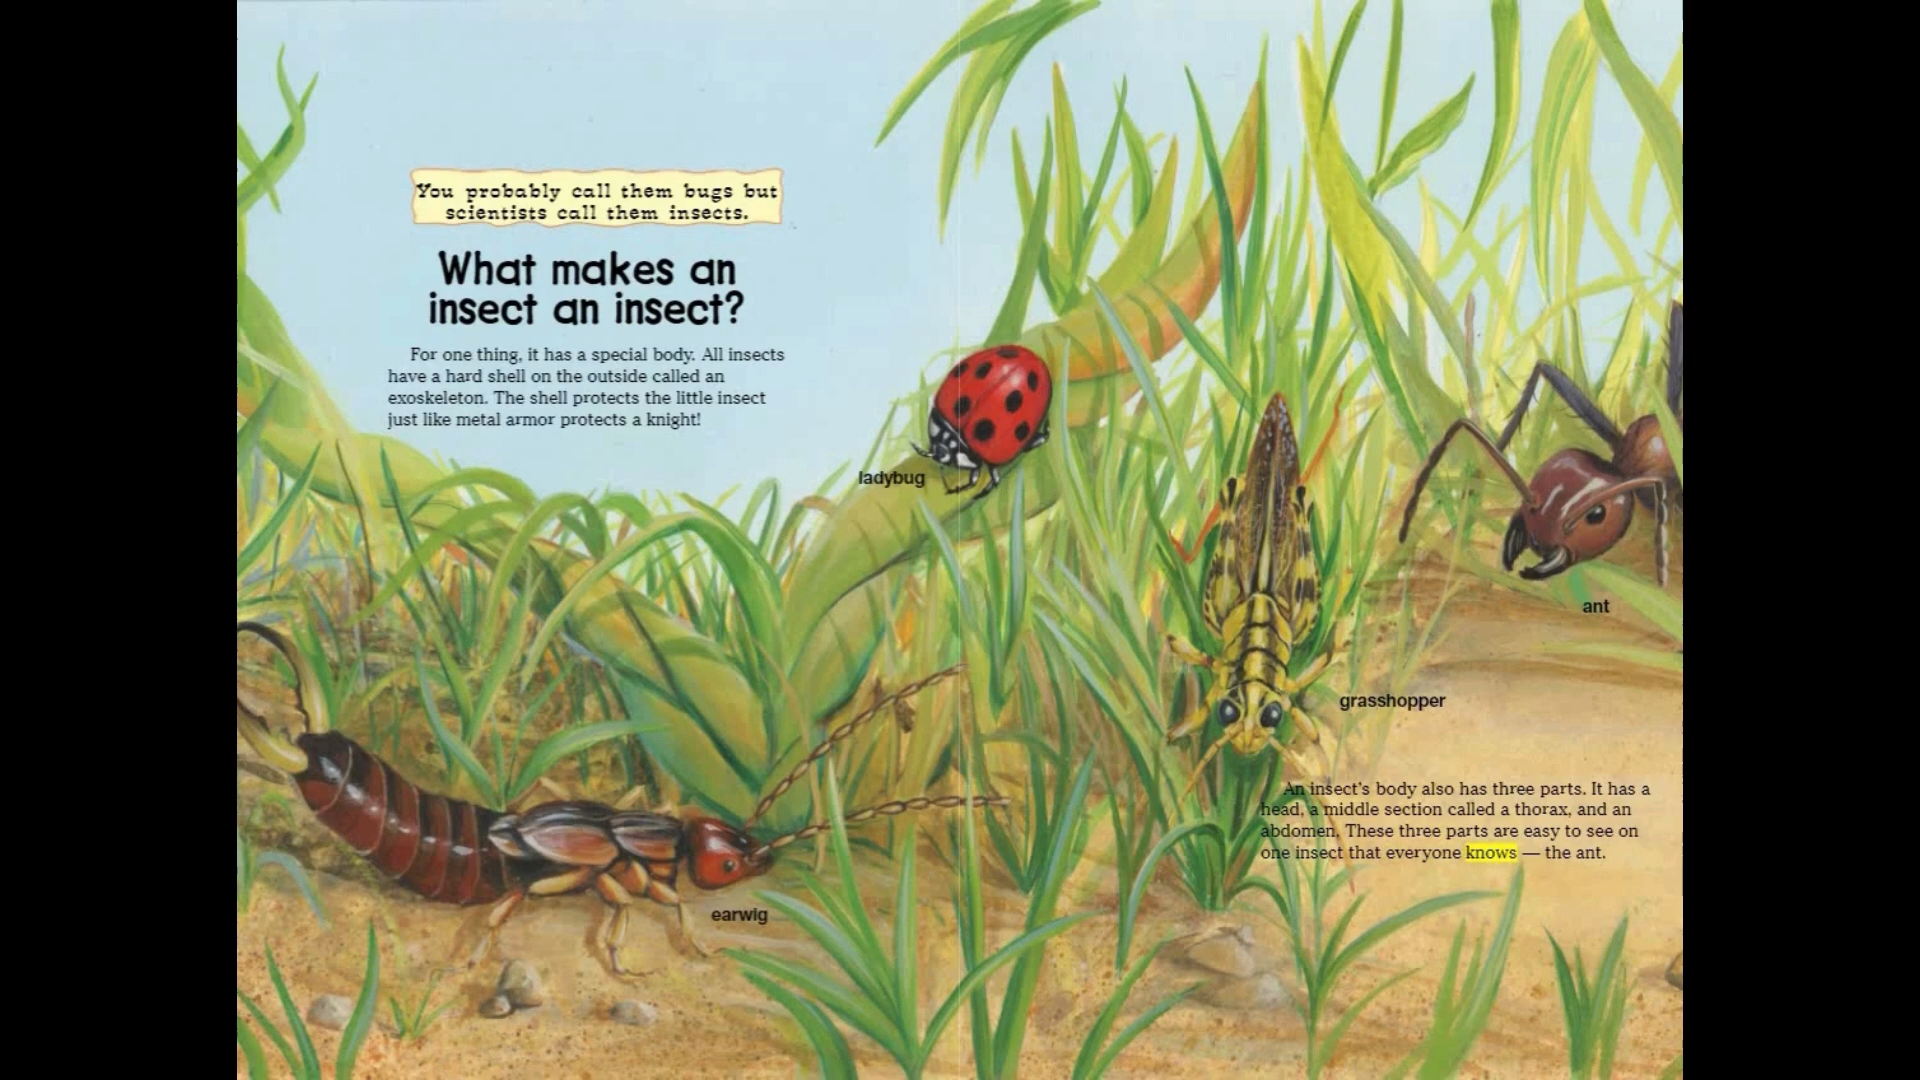 You probably call them bugs but
scientists call them insects.
What makes an
insect an insect?
For one thing, it has a special body. All insects
have a hard shell on the outside called an
exoskeleton. The shell protects the little insect
just like metal armor protects a knight!
ladybug
ant
grasshopper
An insect's body also has three parts. It has a
head, a middle section called a thorax, and an
abdomen. These three parts are easy to see on
one insect that everyone knows — the ant.
earwig